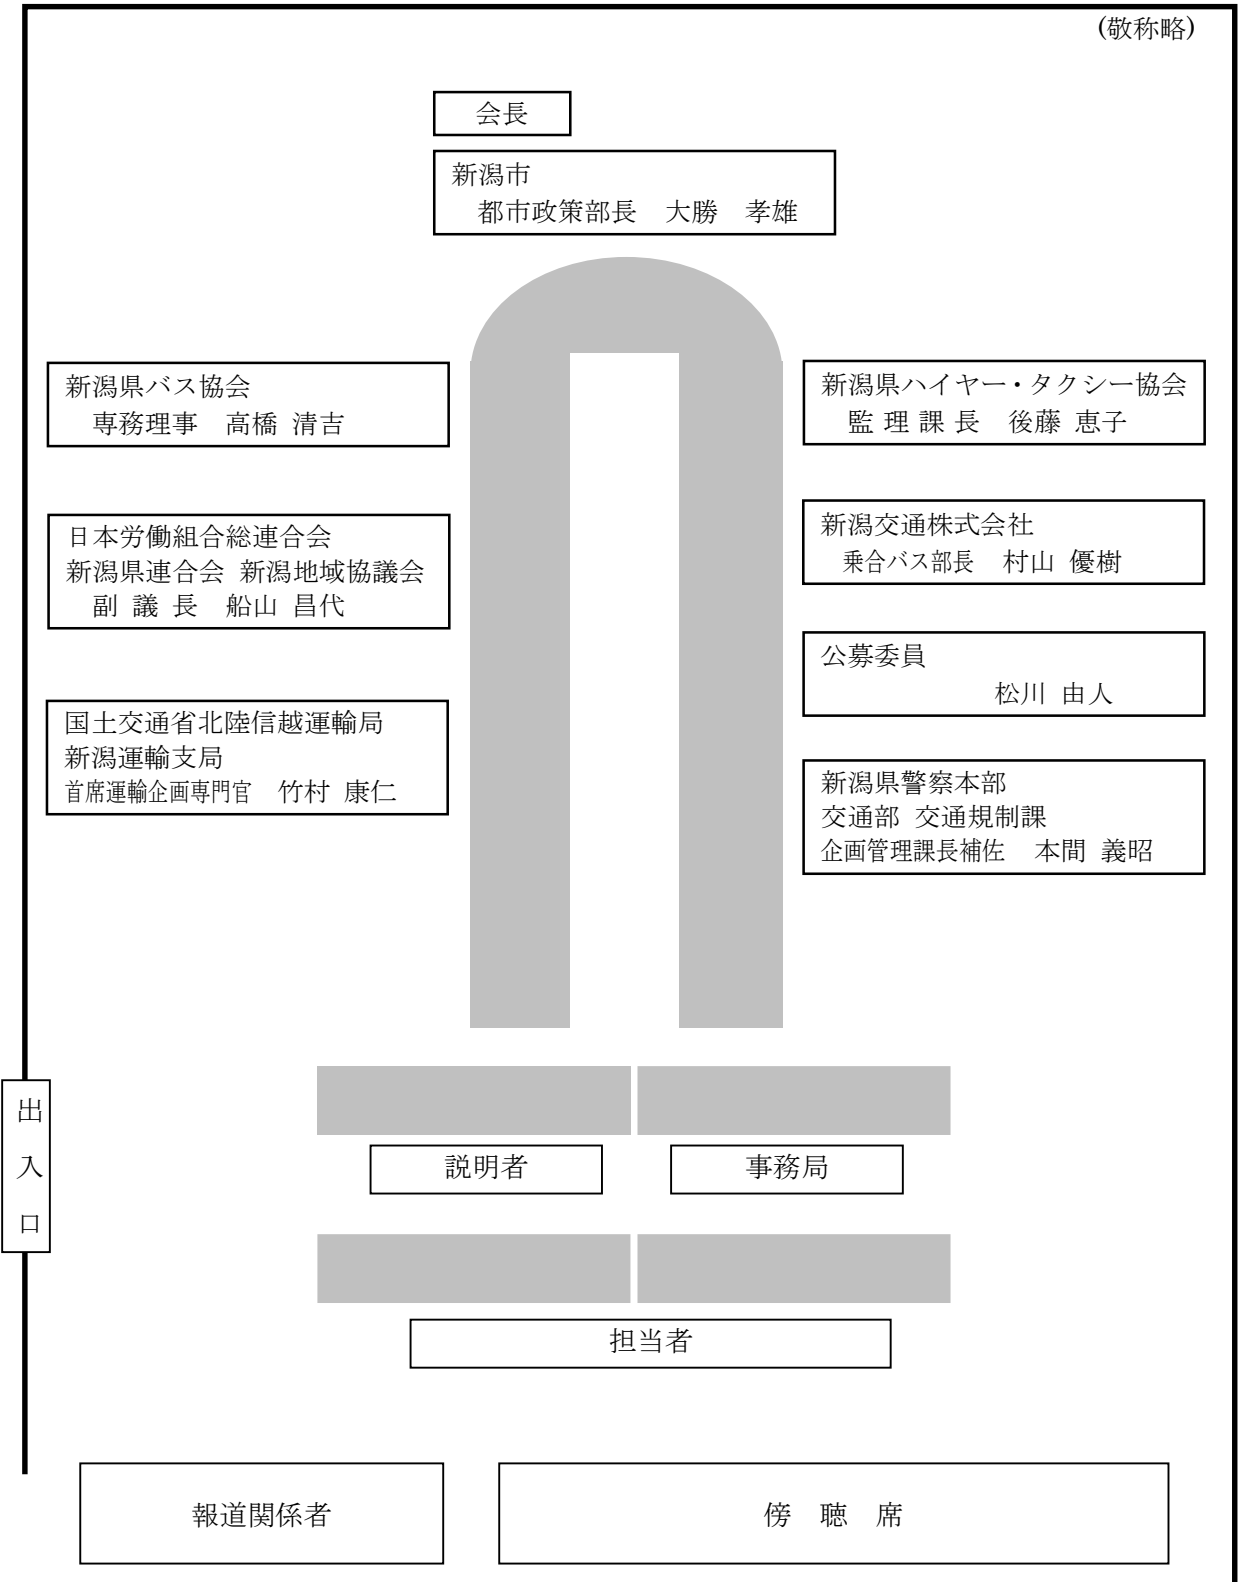 (敬称略)
会長
新潟市
都市政策部長　大勝　孝雄
新潟県バス協会
専務理事　高橋 清吉
日本労働組合総連合会
新潟県連合会 新潟地域協議会
副 議 長　船山 昌代
国土交通省北陸信越運輸局
新潟運輸支局
首席運輸企画専門官　竹村 康仁
新潟県ハイヤー・タクシー協会
監 理 課 長　後藤 恵子
新潟交通株式会社
乗合バス部長　村山 優樹
公募委員
松川 由人
新潟県警察本部
交通部 交通規制課
企画管理課長補佐　本間 義昭
出入口
説明者
事務局
担当者
報道関係者
傍　聴　席